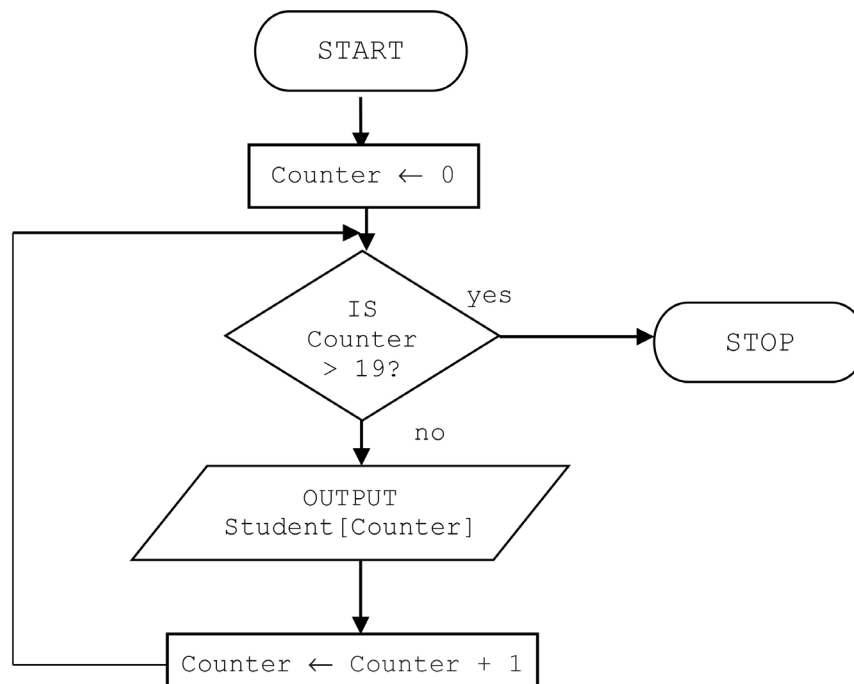 START
Counter ← 0
IS
Counter
> 19?
yes
STOP
no
OUTPUT
Student[Counter]
Counter ← Counter + 1